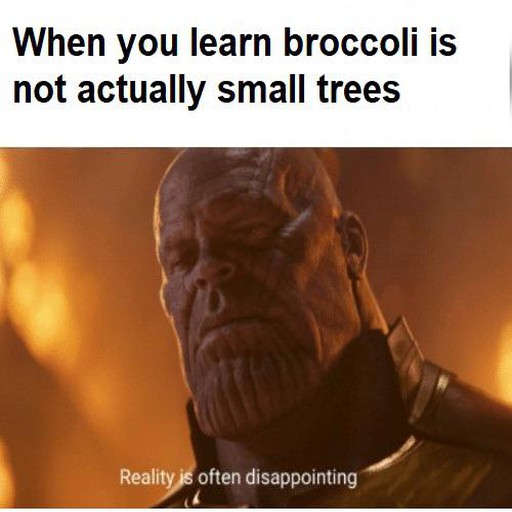 When you learn broccoli is
not actually small trees
Reality is often disappointing